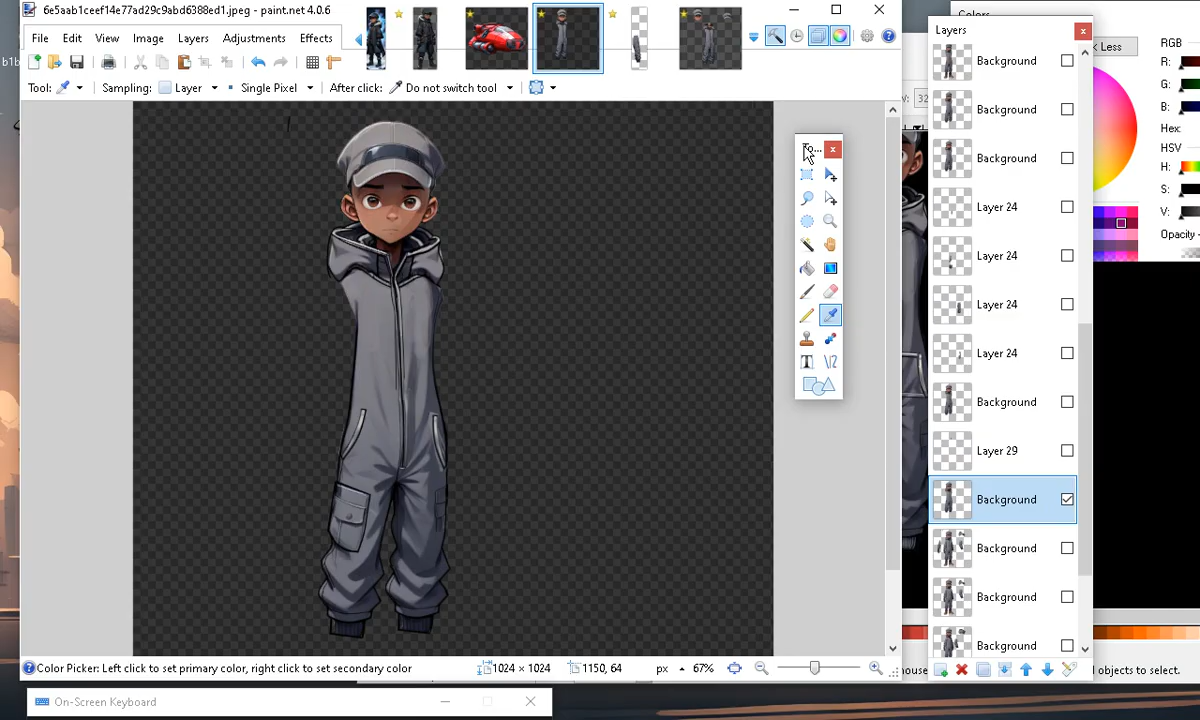 6e5aab1ceef14e77ad29c9abd6388ed1.jpeg - paint.net 4.0.6
File Edit View Image Layers Adjustments Effects
Tool: Sampling: Layer Single Pixel After click: Do not switch tool
To...
Layers
Background
Background
Background
Layer 24
Layer 24
Layer 24
Layer 24
Background
Layer 29
Background
Background
Background
Background
Colors
Less
RGB
R:
G:
B:
Hex:
HSV
H:
S:
V:
Opacity -
V: 32
b1b
Color Picker: Left click to set primary color, right click to set secondary color
1024 × 1024
1150, 64
px
67%
objects to select.
On-Screen Keyboard